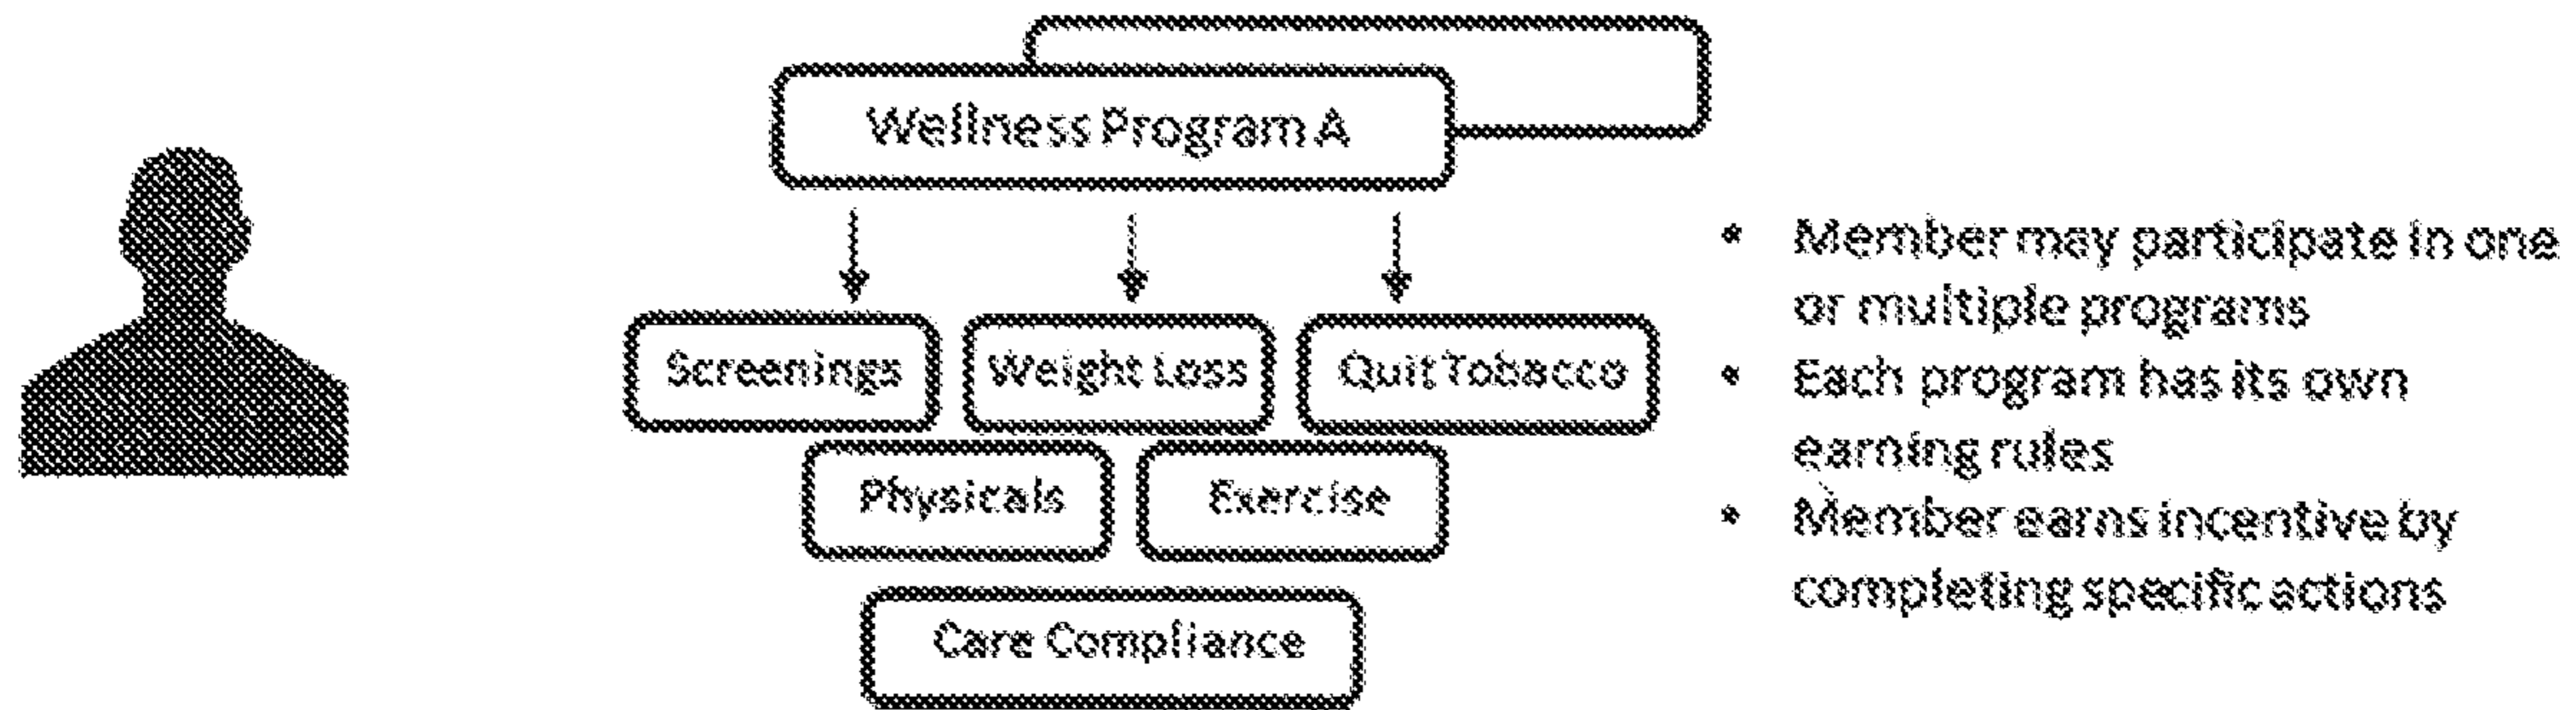 Wellness Program A
Screenings
Weight Loss
Quit Tobacco
Physicals
Exercise
Care Compliance
• Member may participate in one
or multiple programs
• Each program has its own
earning rules
• Member earns incentive by
completing specific actions